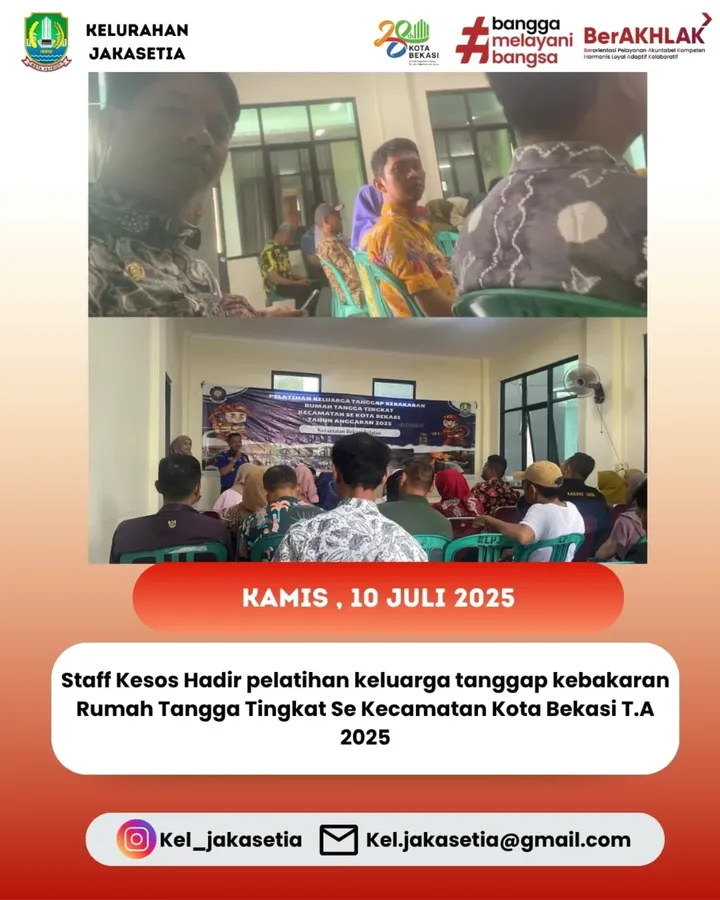 KELURAHAN
JAKASETIA
KOTA
BEKASI
#bangga
melayani
bangsa
BerAKHLAK
Berorientasi Pelayanan Akuntabel Kompeten
Harmonis Loyal Adaptif Kolaboratif
PELATIHAN KELUARGA TANGGAP KEBAKARAN
RUMAH TANGGA TINGKAT
KECAMATAN SE KOTA BEKASI
TAHUN ANGGARAN 2025
KAMIS , 10 JULI 2025
Staff Kesos Hadir pelatihan keluarga tanggap kebakaran
Rumah Tangga Tingkat Se Kecamatan Kota Bekasi T.A
2025
Kel_jakasetia
Kel.jakasetia@gmail.com